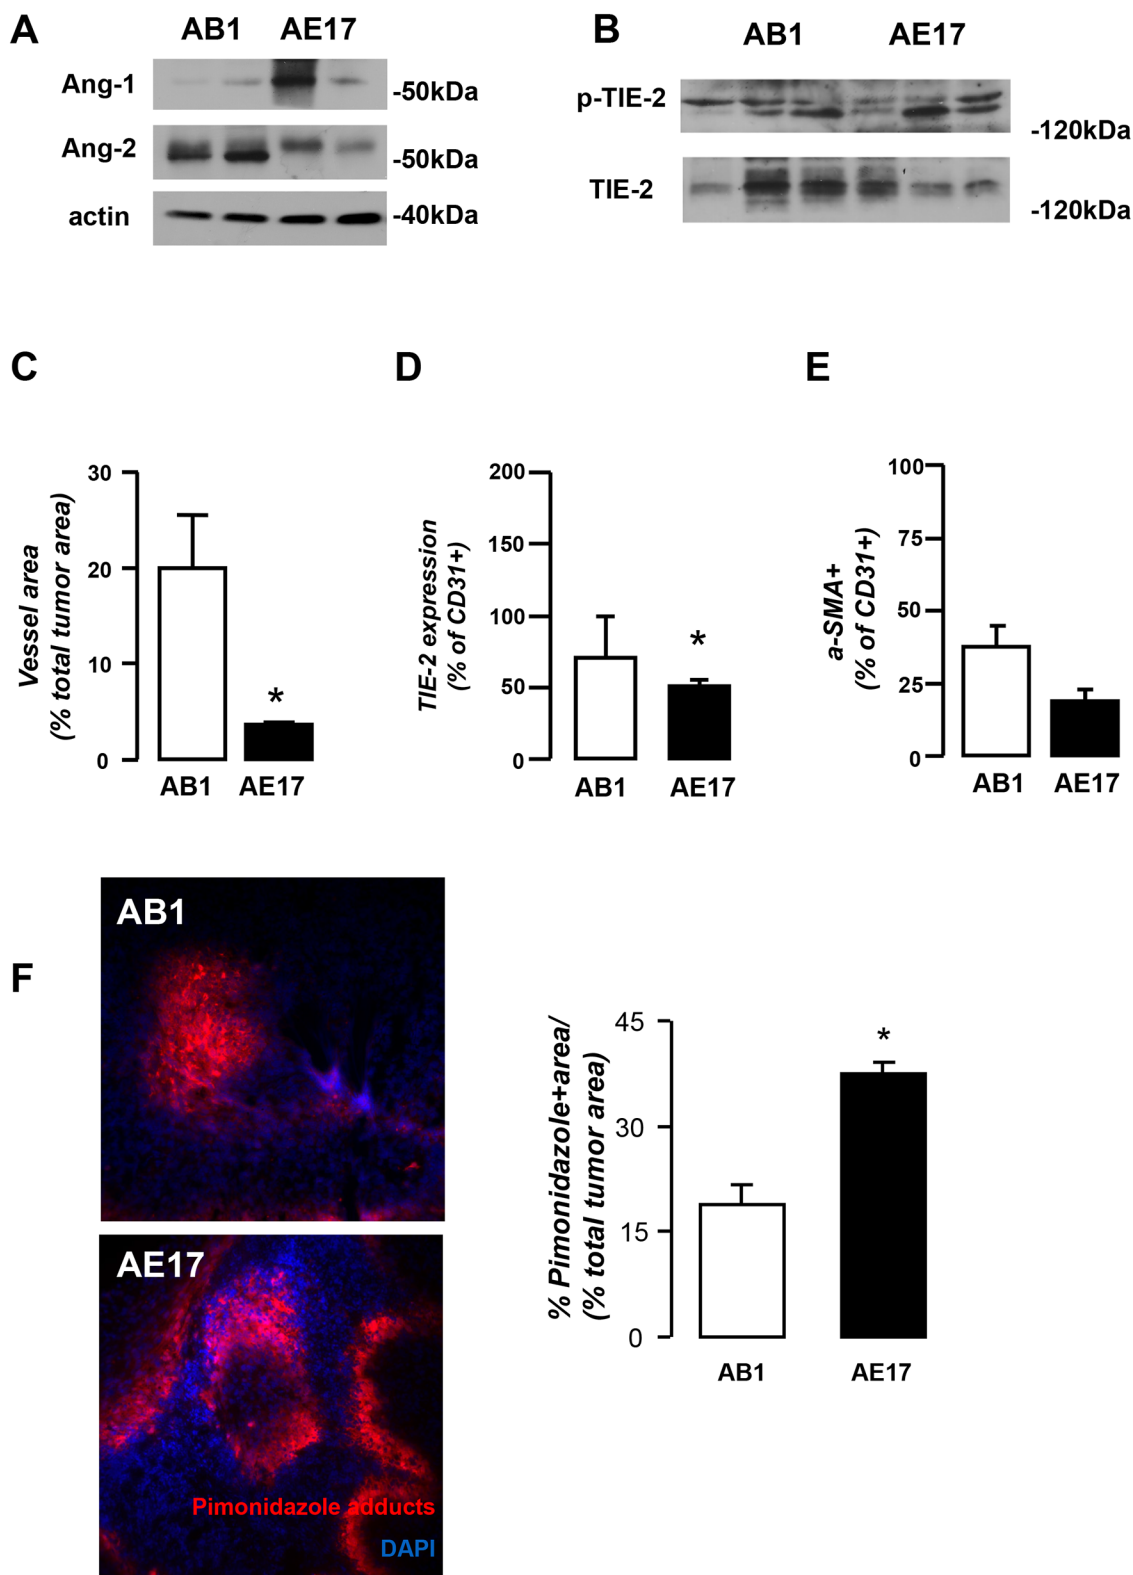 A
AB1 AE17
Ang-1
-50kDa
Ang-2
-50kDa
actin
-40kDa
B
AB1 AE17
p-TIE-2
-120kDa
TIE-2
-120kDa
C
Vessel area
(% total tumor area)
30
20
10
0
*
AB1 AE17
D
TIE-2 expression
(% of CD31+)
200
150
100
50
0
*
AB1 AE17
E
a-SMA+
(% of CD31+)
100
75
50
25
0
AB1 AE17
F
AB1
AE17
Pimonidazole adducts
DAPI
% Pimonidazole+area/
(% total tumor area)
45
30
15
0
*
AB1 AE17